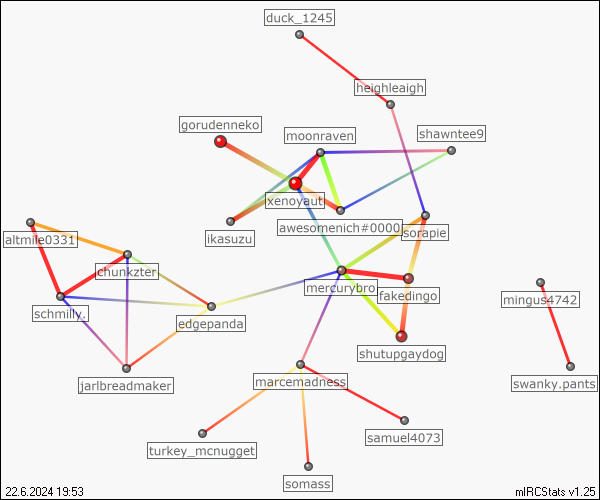 duck_1245
heighleaigh
gorudenneko
moonraven
shawntee9
xenoyaut
awesomenich#0000
ikasuzu
sorapie
altmile0331
chunkzter
mercurybro
fakedingo
schmilly.
edgepanda
mingus4742
shutupgaydog
jarlbreadmaker
marcemadness
swanky.pants
turkey_mcnugget
samuel4073
somass
22.6.2024 19:53
mIRCStats v1.25